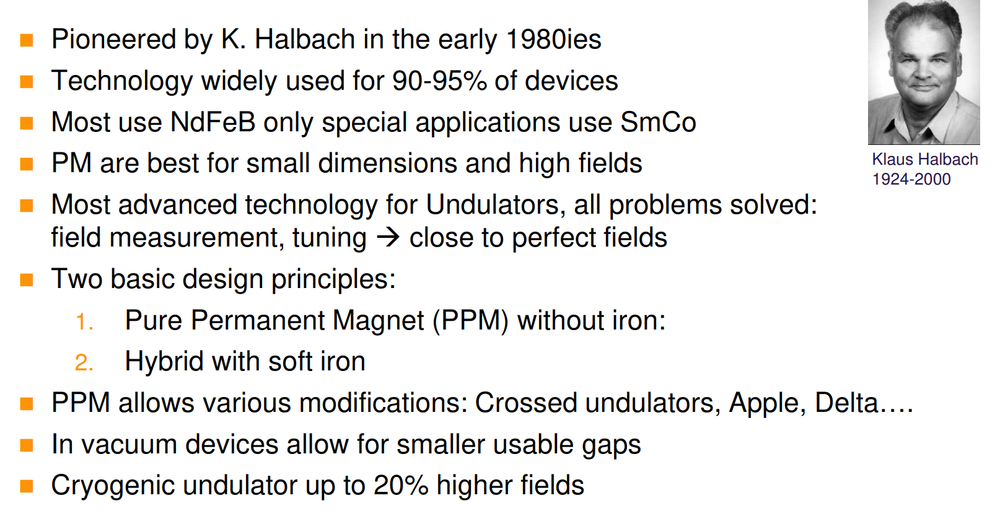 Pioneered by K. Halbach in the early 1980ies
Technology widely used for 90-95% of devices
Most use NdFeB only special applications use SmCo
PM are best for small dimensions and high fields
Most advanced technology for Undulators, all problems solved:
field measurement, tuning → close to perfect fields
Two basic design principles:
1. Pure Permanent Magnet (PPM) without iron:
2. Hybrid with soft iron
PPM allows various modifications: Crossed undulators, Apple, Delta….
In vacuum devices allow for smaller usable gaps
Cryogenic undulator up to 20% higher fields
Klaus Halbach
1924-2000